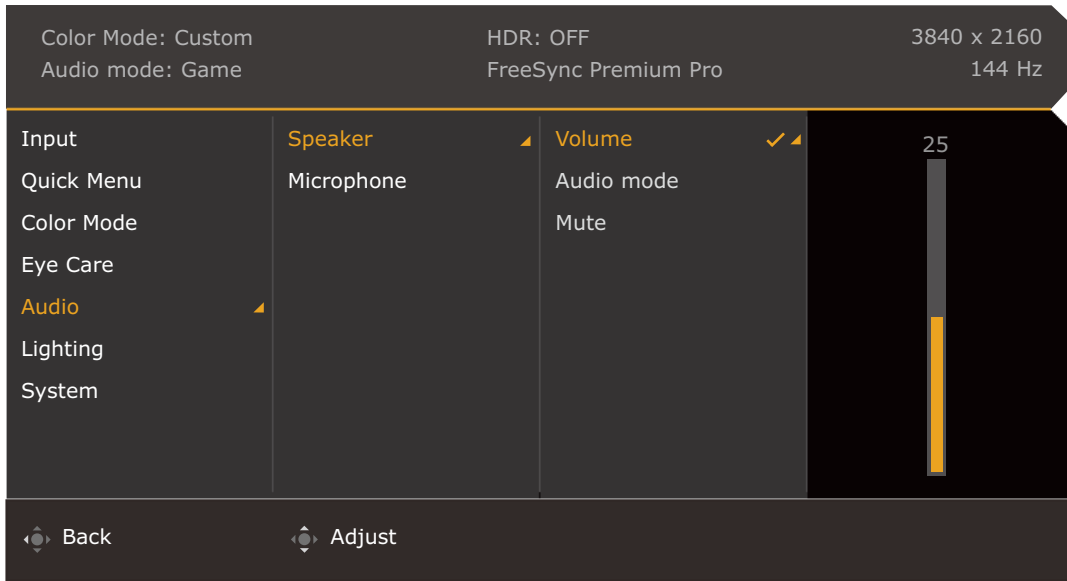 Color Mode: Custom
HDR: OFF
3840 x 2160
Audio mode: Game
FreeSync Premium Pro
144 Hz
Input
Quick Menu
Color Mode
Eye Care
Audio
Lighting
System
Speaker
Microphone
Volume
Audio mode
Mute
25
Back
Adjust